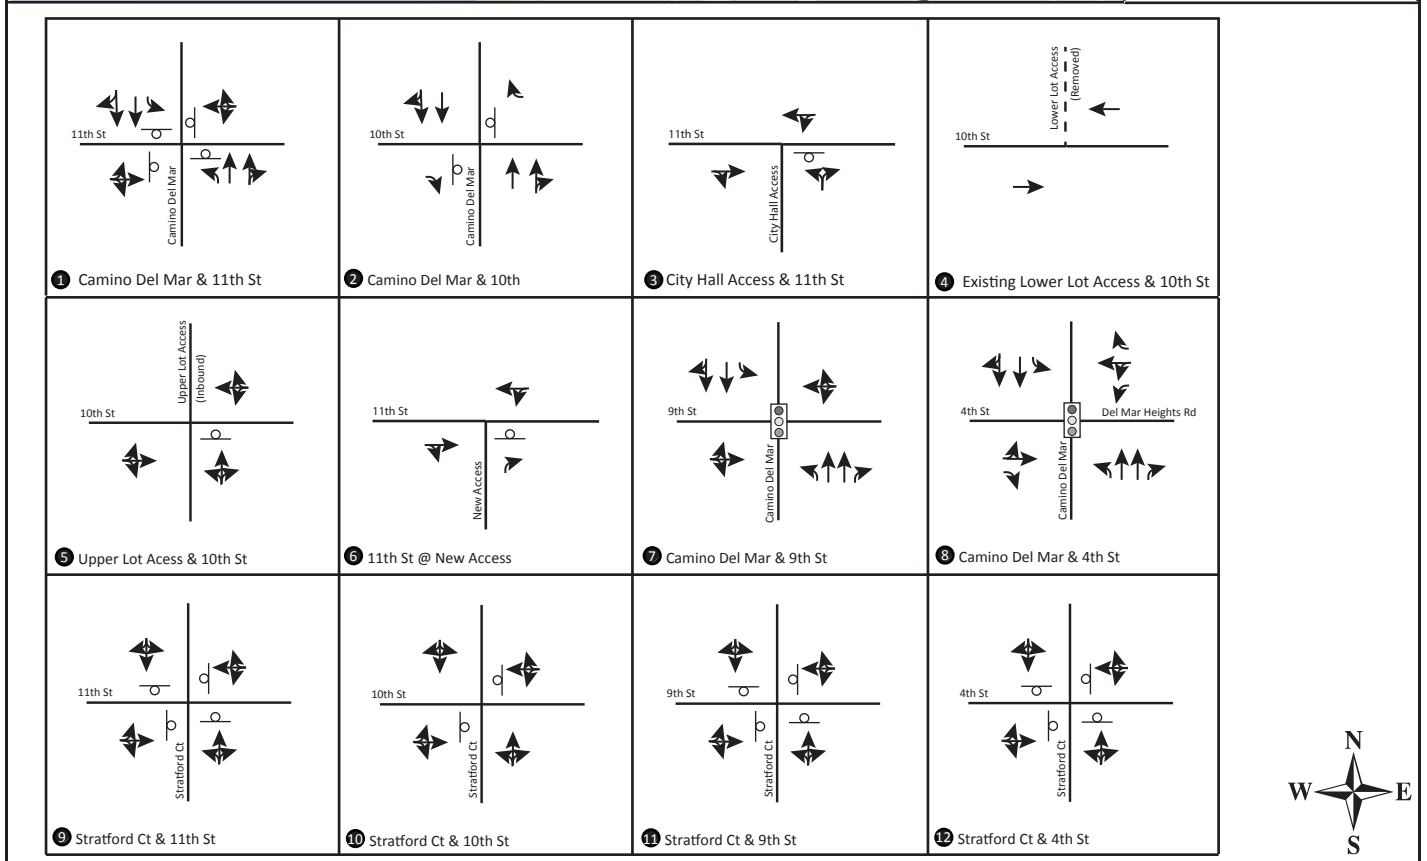 11th St
Camino Del Mar
1 Camino Del Mar & 11th St
10th St
Camino Del Mar
2 Camino Del Mar & 10th
11th St
City Hall Access
3 City Hall Access & 11th St
Lower Lot Access
(Removed)
10th St
4 Existing Lower Lot Access & 10th St
Upper Lot Access
(Inbound)
10th St
5 Upper Lot Acess & 10th St
11th St
New Access
6 11th St @ New Access
9th St
Camino Del Mar
7 Camino Del Mar & 9th St
4th St
Del Mar Heights Rd
Camino Del Mar
8 Camino Del Mar & 4th St
11th St
Stratford Ct
9 Stratford Ct & 11th St
10th St
Stratford Ct
10 Stratford Ct & 10th St
9th St
Stratford Ct
11 Stratford Ct & 9th St
4th St
Stratford Ct
12 Stratford Ct & 4th St
N
W E
S